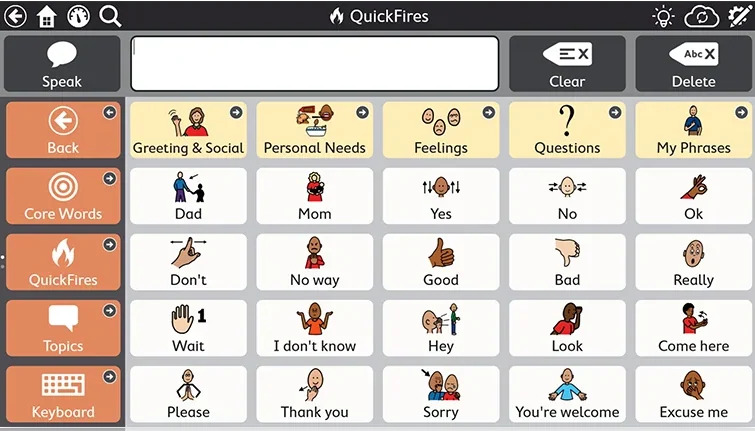 QuickFires
Speak
X
Clear
Abc X
Delete
Back
Greeting & Social
Personal Needs
Feelings
?
Questions
My Phrases
Core Words
Dad
Mom
Yes
No
Ok
QuickFires
Don't
No way
Good
Bad
Really
Topics
1
Wait
I don't know
Hey
Look
Come here
Keyboard
Please
Thank you
Sorry
You're welcome
Excuse me